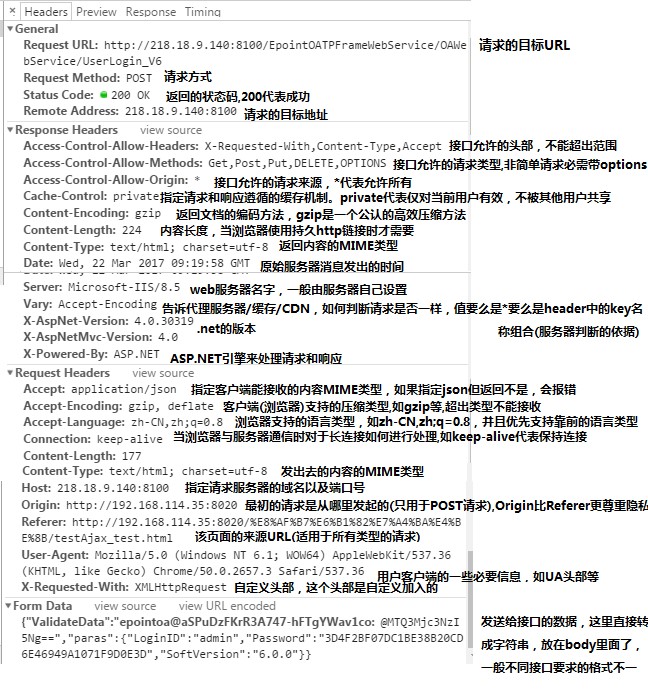 × Headers Preview Response Timing
▼General
Request URL: http://218.18.9.140:8100/EpointOATPFrameWebService/OAWe 请求的目标URL
bService/UserLogin_V6
Request Method: POST 请求方式
Status Code: 200 OK 返回的状态码,200代表成功
Remote Address: 218.18.9.140:8100 请求的目标地址
▼Response Headers view source
Access-Control-Allow-Headers: X-Requested-With,Content-Type,Accept 接口允许的头部，不能超出范围
Access-Control-Allow-Methods: Get,Post,Put,DELETE,OPTIONS 接口允许的请求类型,非简单请求必需带options
Access-Control-Allow-Origin: * 接口允许的请求来源，*代表允许所有
Cache-Control: private 指定请求和响应遵循的缓存机制。private代表仅对当前用户有效，不被其他用户共享
Content-Encoding: gzip 返回文档的编码方法，gzip是一个公认的高效压缩方法
Content-Length: 224 内容长度，当浏览器使用持久http链接时才需要
Content-Type: text/html; charset=utf-8 返回内容的MIME类型
Date: Wed, 22 Mar 2017 09:19:58 GMT 原始服务器消息发出的时间
Server: Microsoft-IIS/8.5 web服务器名字，一般由服务器自己设置
Vary: Accept-Encoding 告诉代理服务器/缓存/CDN，如何判断请求是否一样，值要么是*要么是header中的key名
称组合(服务器判断的依据)
X-AspNet-Version: 4.0.30319 .net的版本
X-AspNetMvc-Version: 4.0
X-Powered-By: ASP.NET ASP.NET引擎来处理请求和响应
▼Request Headers view source
Accept: application/json 指定客户端能接收的内容MIME类型，如果指定json但返回不是，会报错
Accept-Encoding: gzip, deflate 客户端(浏览器)支持的压缩类型,如gzip等,超出类型不能接收
Accept-Language: zh-CN,zh;q=0.8 浏览器支持的语言类型，如zh-CN,zh;q=0.8，并且优先支持靠前的语言类型
Connection: keep-alive 当浏览器与服务器通信时对于长连接如何进行处理,如keep-alive代表保持连接
Content-Length: 177
Content-Type: text/html; charset=utf-8 发出去的内容的MIME类型
Host: 218.18.9.140:8100 指定请求服务器的域名以及端口号
Origin: http://192.168.114.35:8020 最初的请求是从哪里发起的(只用于POST请求),Origin比Referer更尊重隐私
Referer: http://192.168.114.35:8020/%E8%AF%B7%E6%B1%82%E7%A4%BA%E4%B
E%8B/testAjax_test.html 该页面的来源URL(适用于所有类型的请求)
User-Agent: Mozilla/5.0 (Windows NT 6.1; WOW64) AppleWebKit/537.36
(KHTML, like Gecko) Chrome/50.0.2657.3 Safari/537.36 用户客户端的一些必要信息，如UA头部等
X-Requested-With: XMLHttpRequest 自定义头部，这个头部是自定义加入的
▼Form Data view source view URL encoded
{"ValidateData":"epointoa@aSPuDzFKrR3A747-hFTgYWav1co: @MTQ3Mjc3NzI 发送给接口的数据，这里直接转
5Ng==","paras":{"LoginID":"admin","Password":"3D4F2BF07DC1BE38B20CD 成字符串，放在body里面了，
6E46949A1071F9D0E3D","SoftVersion":"6.0.0"}} 一般不同接口要求的格式不一